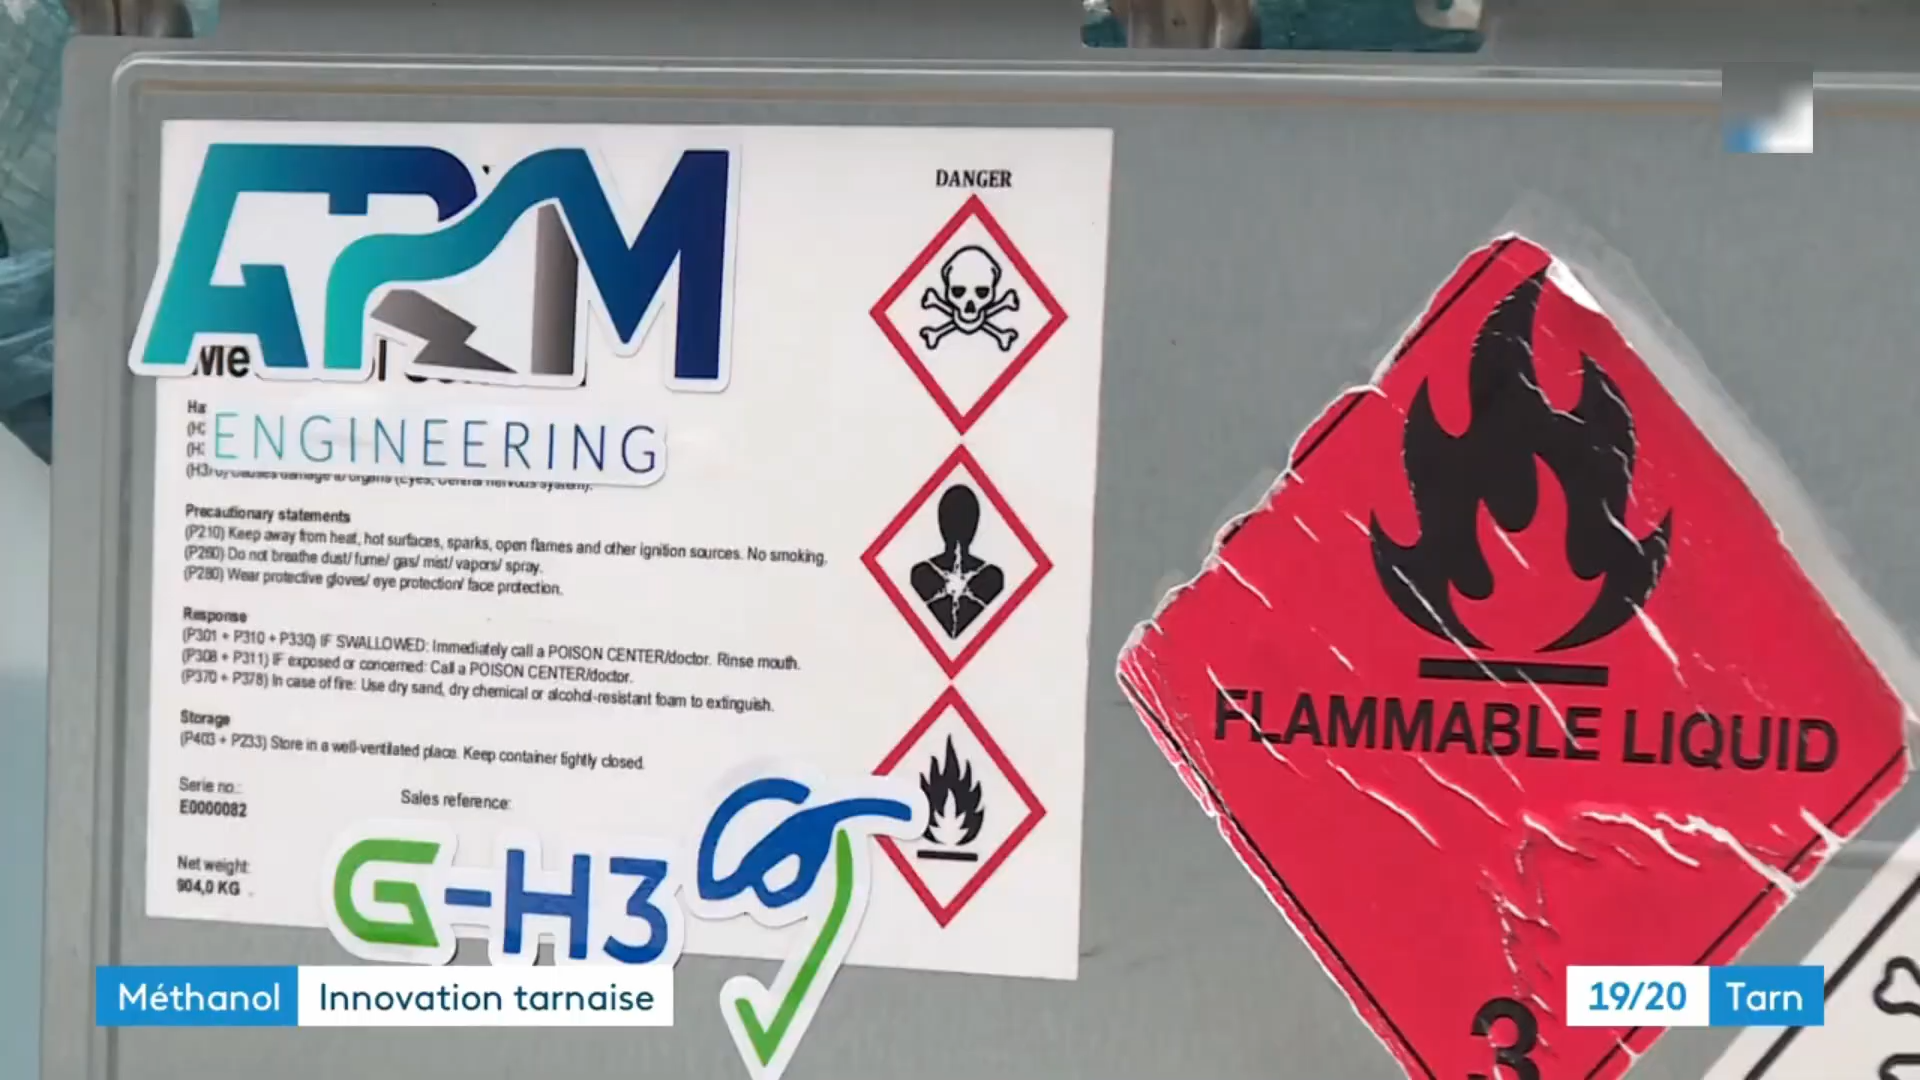 ARM
ENGINEERING
DANGER
Precautionary statements
(P210) Keep away from heat, hot surfaces, sparks, open flames and other ignition sources. No smoking.
(P260) Do not breathe dust/ fume/ gas/ mist/ vapors/ spray.
(P280) Wear protective gloves/ eye protection/ face protection.
Response
(P301 + P310 + P330) IF SWALLOWED: Immediately call a POISON CENTER/doctor. Rinse mouth.
(P308 + P311) IF exposed or concerned: Call a POISON CENTER/doctor.
(P370 + P378) In case of fire: Use dry sand, dry chemical or alcohol-resistant foam to extinguish.
Storage
(P403 + P233) Store in a well-ventilated place. Keep container tightly closed.
Serie no.:
E0000082
Sales reference:
Net weight:
904,0 KG
G-H3
FLAMMABLE LIQUID
3
Méthanol Innovation tarnaise
19/20 Tarn